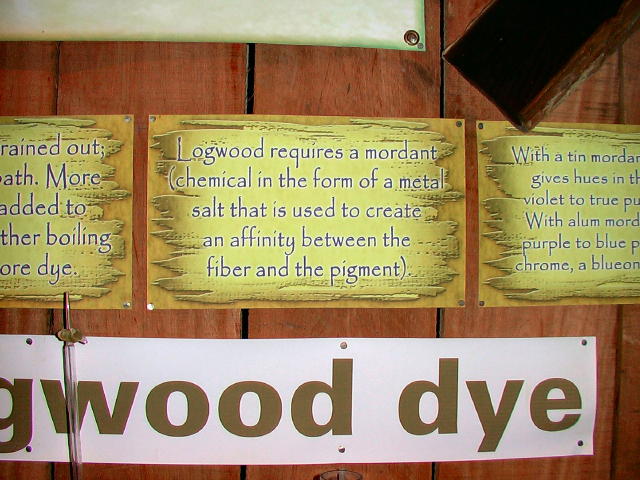 rained out;
ath. More
added to
ther boiling
ore dye.
Logwood requires a mordant
(chemical in the form of a metal
salt that is used to create
an affinity between the
fiber and the pigment).
With a tin mordan
gives hues in th
violet to true pu
With alum mord
purple to blue p
chrome, a blueon
gwood dye